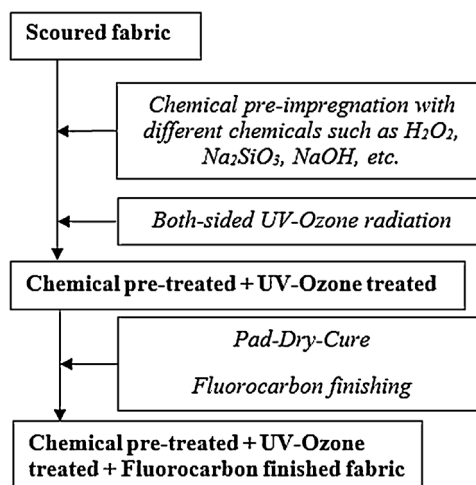 Scoured fabric
Chemical pre-impregnation with
different chemicals such as H₂O₂,
Na₂SiO₃, NaOH, etc.
Both-sided UV-Ozone radiation
Chemical pre-treated + UV-Ozone treated
Pad-Dry-Cure
Fluorocarbon finishing
Chemical pre-treated + UV-Ozone
treated + Fluorocarbon finished fabric